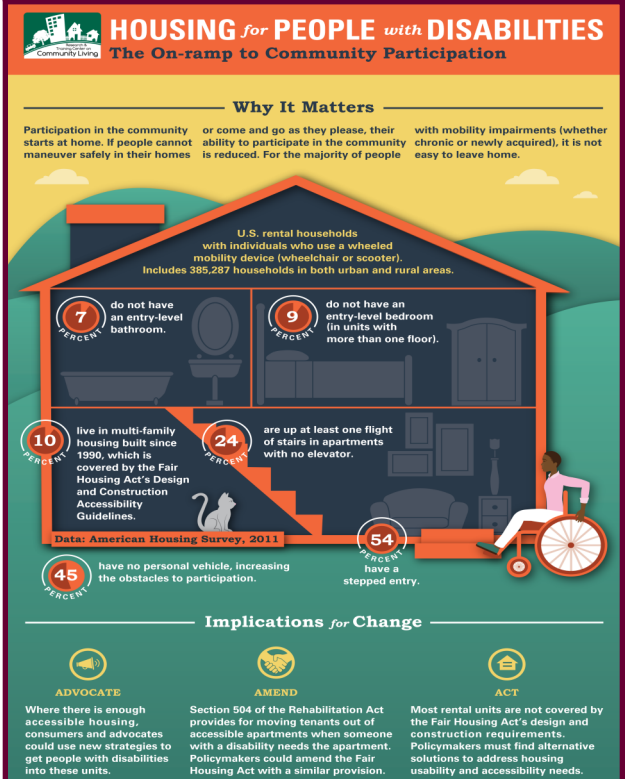 Research &
Training Center on
Community Living
HOUSING for PEOPLE with DISABILITIES
The On-ramp to Community Participation
Why It Matters
Participation in the community
starts at home. If people cannot
maneuver safely in their homes
or come and go as they please, their
ability to participate in the community
is reduced. For the majority of people
with mobility impairments (whether
chronic or newly acquired), it is not
easy to leave home.
U.S. rental households
with individuals who use a wheeled
mobility device (wheelchair or scooter).
Includes 385,287 households in both urban and rural areas.
7
PERCENT
do not have
an entry-level
bathroom.
9
PERCENT
do not have an
entry-level bedroom
(in units with
more than one floor).
10
PERCENT
live in multi-family
housing built since
1990, which is
covered by the Fair
Housing Act's Design
and Construction
Accessibility
Guidelines.
24
PERCENT
are up at least one flight
of stairs in apartments
with no elevator.
Data: American Housing Survey, 2011
54
PERCENT
have a
stepped entry.
45
PERCENT
have no personal vehicle, increasing
the obstacles to participation.
Implications for Change
ADVOCATE
Where there is enough
accessible housing,
consumers and advocates
could use new strategies to
get people with disabilities
into these units.
AMEND
Section 504 of the Rehabilitation Act
provides for moving tenants out of
accessible apartments when someone
with a disability needs the apartment.
Policymakers could amend the Fair
Housing Act with a similar provision.
ACT
Most rental units are not covered by
the Fair Housing Act's design and
construction requirements.
Policymakers must find alternative
solutions to address housing
usability and accessibility needs.